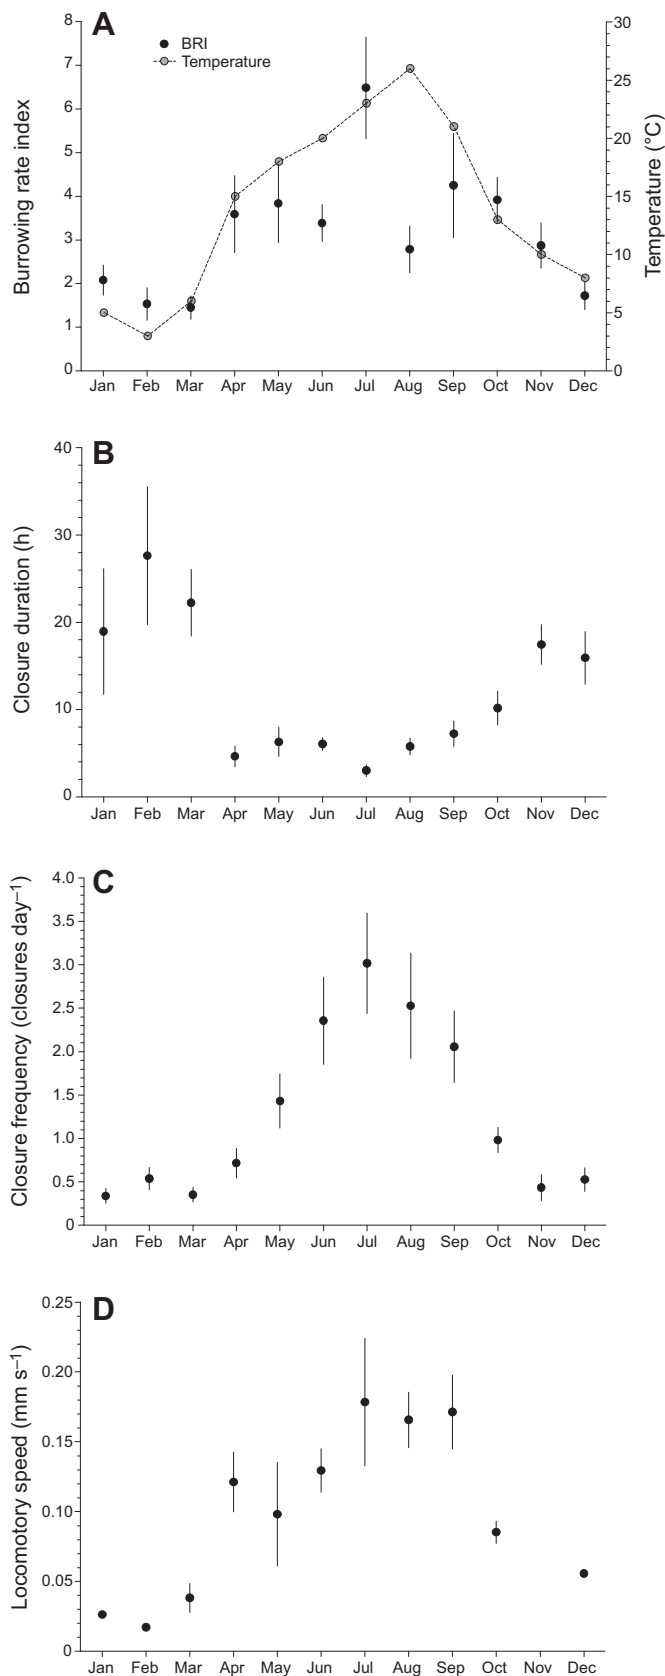 A
BRI
Temperature
Burrowing rate index
Temperature (°C)
8
7
6
5
4
3
2
1
0
30
25
20
15
10
5
0
Jan Feb Mar Apr May Jun Jul Aug Sep Oct Nov Dec
B
Closure duration (h)
40
30
20
10
0
Jan Feb Mar Apr May Jun Jul Aug Sep Oct Nov Dec
C
Closure frequency (closures day–1)
4.0
3.5
3.0
2.5
2.0
1.5
1.0
0.5
0
Jan Feb Mar Apr May Jun Jul Aug Sep Oct Nov Dec
D
Locomotory speed (mm s–1)
0.25
0.20
0.15
0.10
0.05
0
Jan Feb Mar Apr May Jun Jul Aug Sep Oct Nov Dec